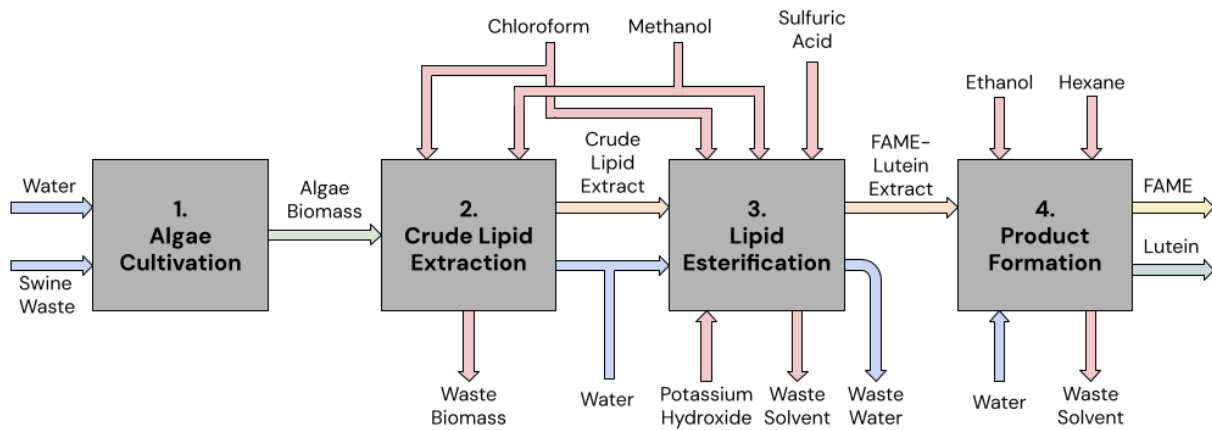 Chloroform
Methanol
Sulfuric
Acid
Ethanol
Hexane
Water
Swine
Waste
1.
Algae
Cultivation
Algae
Biomass
2.
Crude Lipid
Extraction
Crude
Lipid
Extract
Waste
Biomass
Water
3.
Lipid
Esterification
Potassium
Hydroxide
Waste
Solvent
Waste
Water
FAME-
Lutein
Extract
4.
Product
Formation
FAME
Lutein
Water
Waste
Solvent